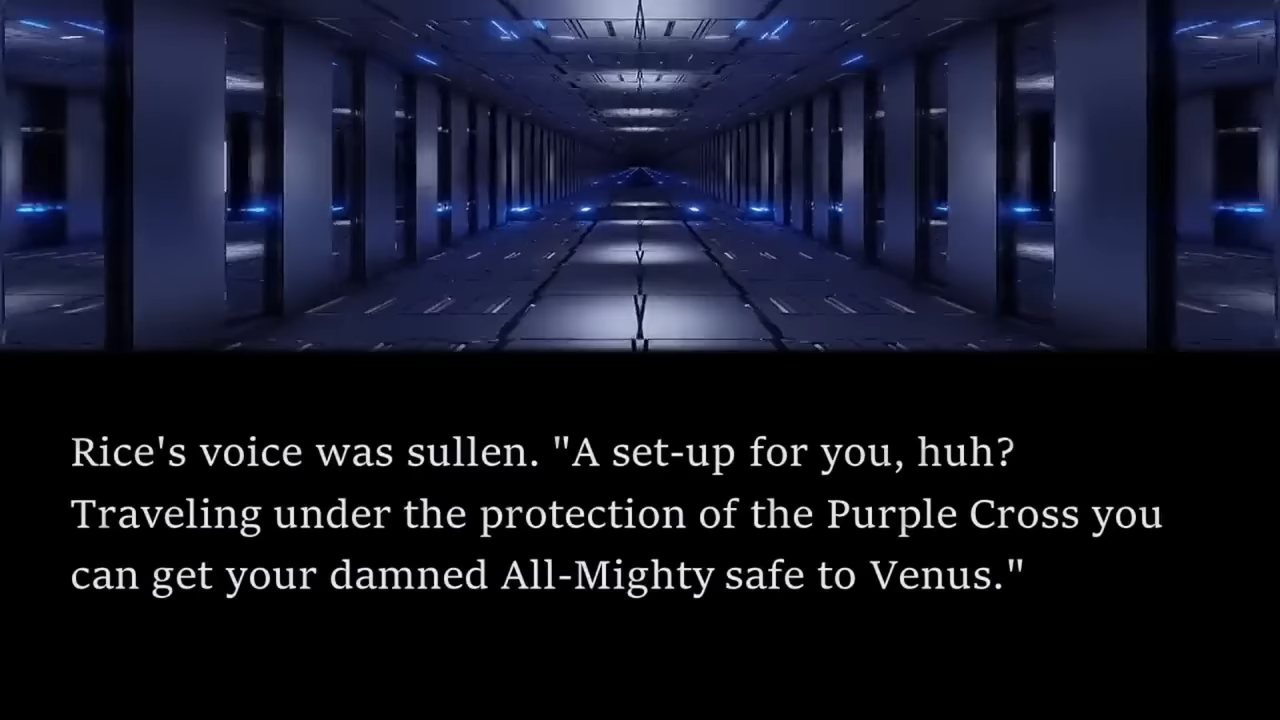 Rice's voice was sullen. "A set-up for you, huh?
Traveling under the protection of the Purple Cross you
can get your damned All-Mighty safe to Venus."